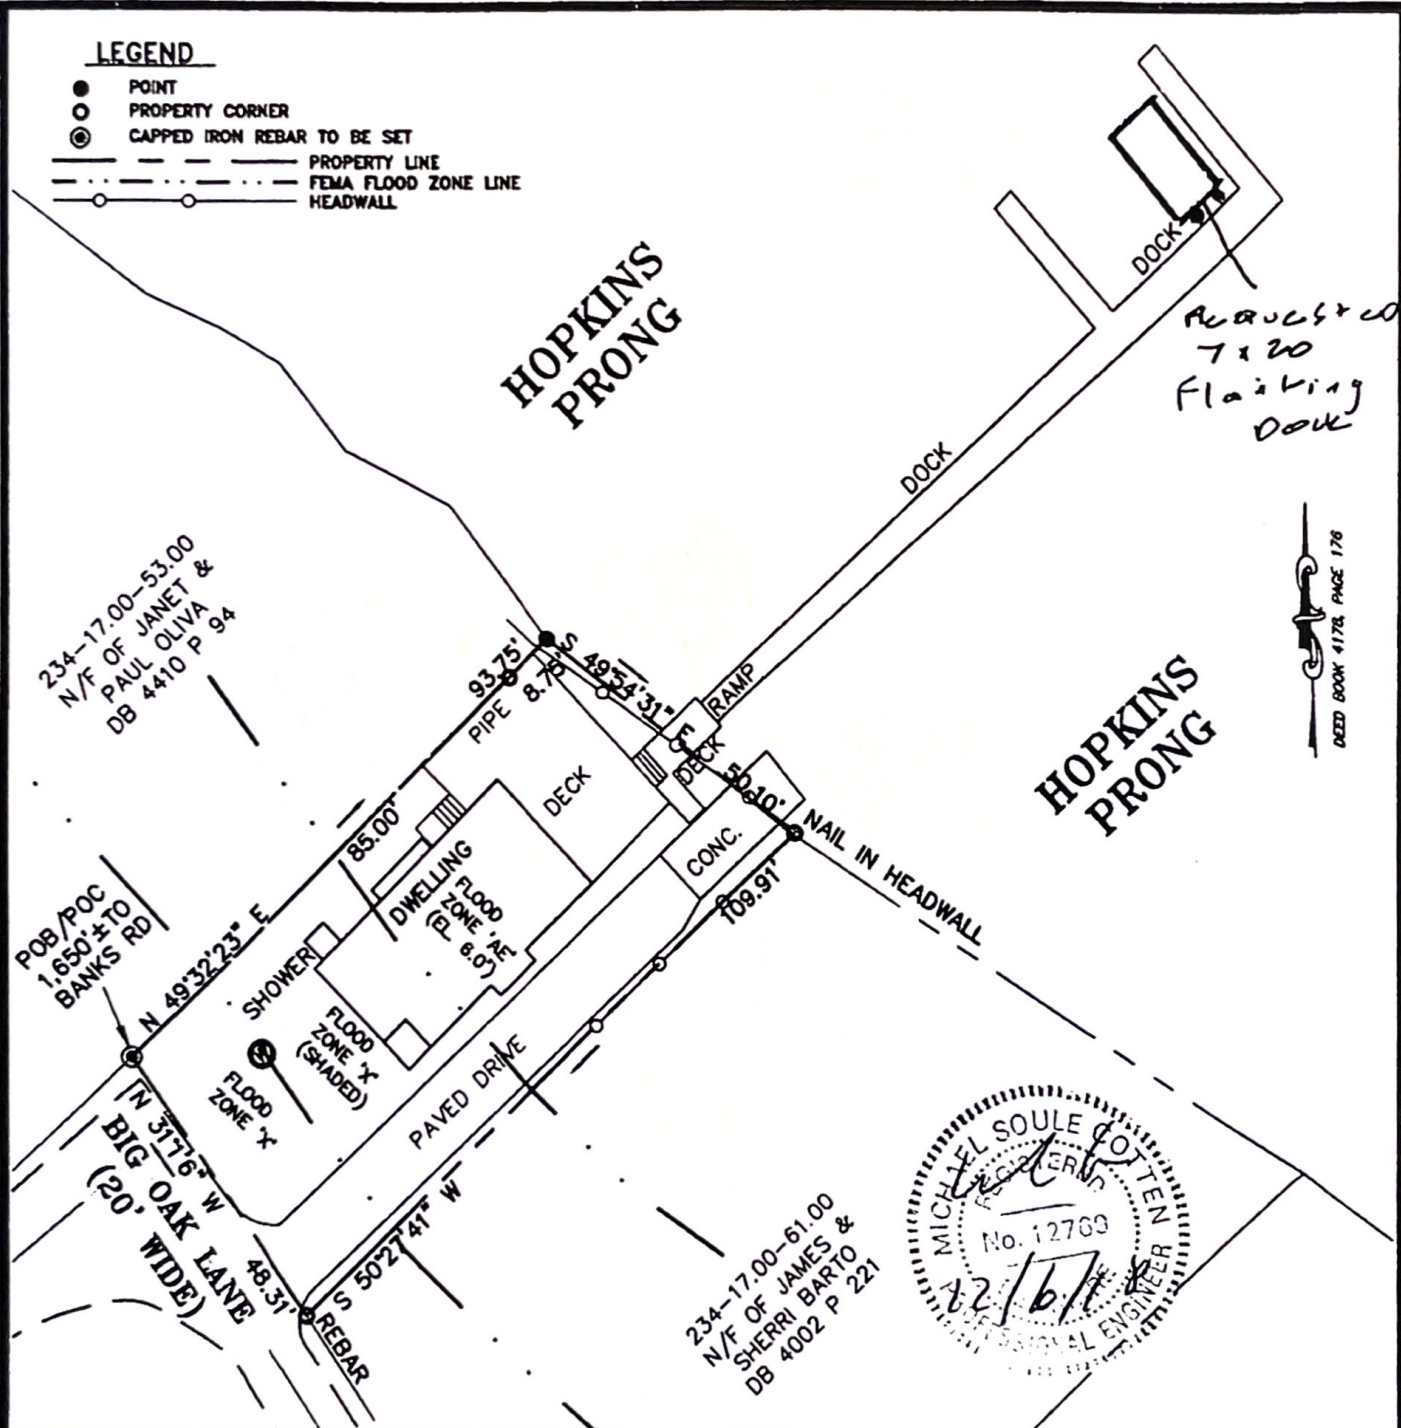 LEGEND
POINT
PROPERTY CORNER
CAPPED IRON REBAR TO BE SET
PROPERTY LINE
FEMA FLOOD ZONE LINE
HEADWALL
HOPKINS
PRONG
DOCK
7 x 20
DOCK
DEED BOOK 4178, PAGE 176
234-17.00-53.00
N/F OF JANET &
PAUL OLIVA
DB 4410 P 94
93.75'
8.75'
PIPE
S 49°54'31" E
50.10'
RAMP
DECK
DECK
HOPKINS
PRONG
NAIL IN HEADWALL
CONC.
109.91'
85.00'
DWELLING
FLOOD
ZONE 'AE'
(EL 6.0')
POB/POC
1,650'± TO
BANKS RD
N 49°32'23" E
SHOWER
FLOOD
ZONE 'X'
(SHADED)
FLOOD
ZONE 'X'
PAVED DRIVE
N 31°1'6" W
48.31'
BIG OAK LANE
(20' WIDE)
S 50°27'41" W
REBAR
234-17.00-61.00
N/F OF JAMES &
SHERRI BARTO
DB 4002 P 221
MICHAEL SOULE COTTEN
REGISTERED
No. 12769
12/6/18
PROFESSIONAL ENGINEER